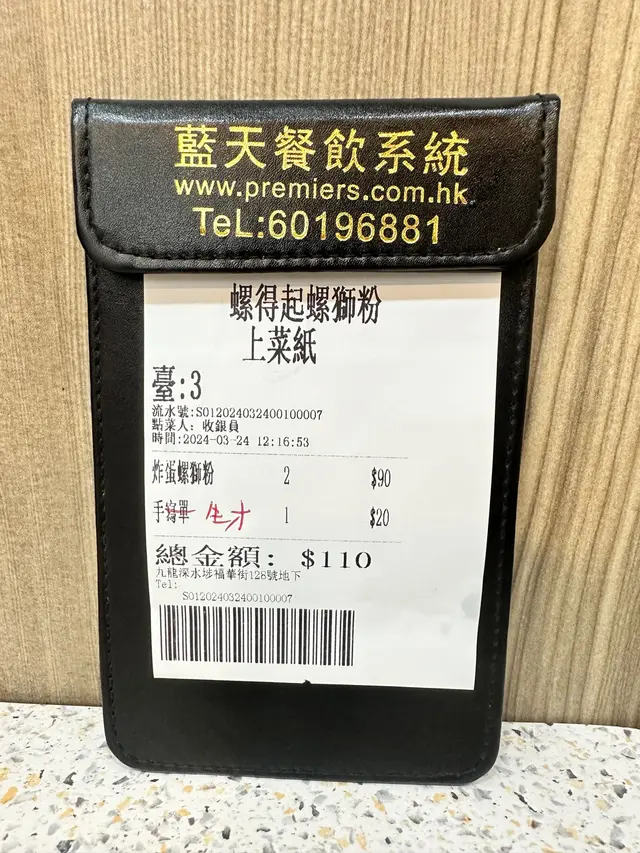 藍天餐飲系統
www.premiers.com.hk
TeL:60196881
螺得起螺獅粉
上菜紙
臺:3
流水號:S012024032400100007
點菜人: 收銀員
時間:2024-03-24 12:16:53
炸蛋螺獅粉 2 $90
手寫單 生才 1 $20
總金額: $110
九龍深水埗福華街128號地下
Tel:
S012024032400100007